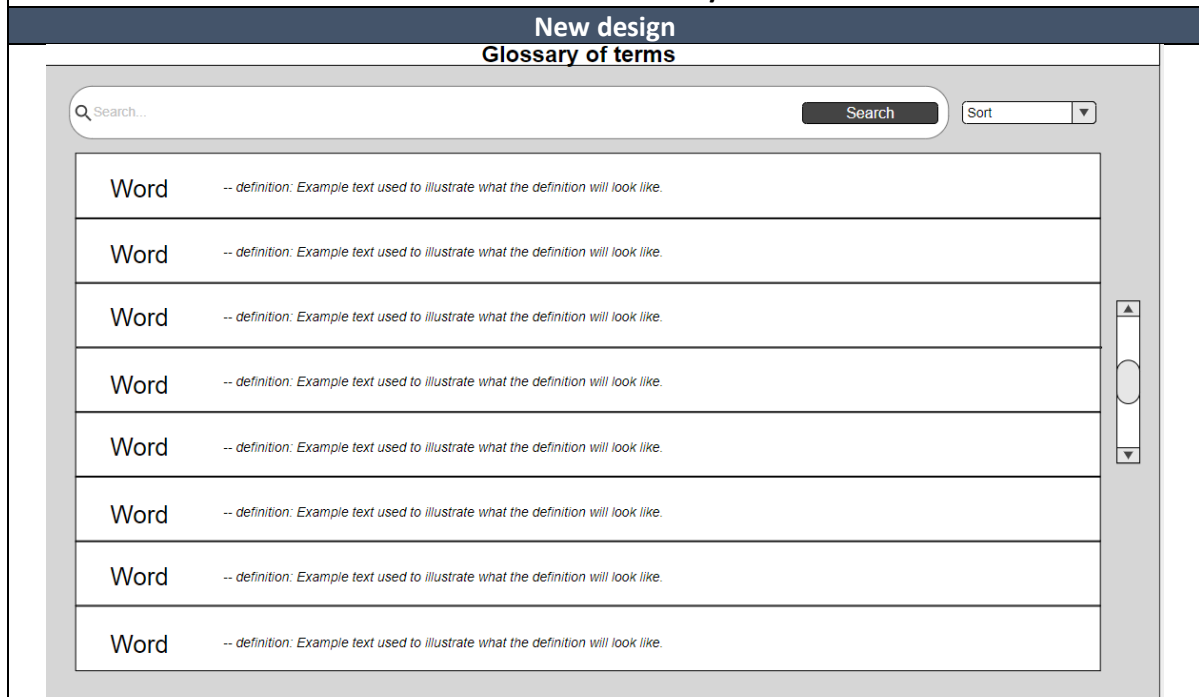 New design
Glossary of terms
Search... Search Sort
Word -- definition: Example text used to illustrate what the definition will look like.
Word -- definition: Example text used to illustrate what the definition will look like.
Word -- definition: Example text used to illustrate what the definition will look like.
Word -- definition: Example text used to illustrate what the definition will look like.
Word -- definition: Example text used to illustrate what the definition will look like.
Word -- definition: Example text used to illustrate what the definition will look like.
Word -- definition: Example text used to illustrate what the definition will look like.
Word -- definition: Example text used to illustrate what the definition will look like.